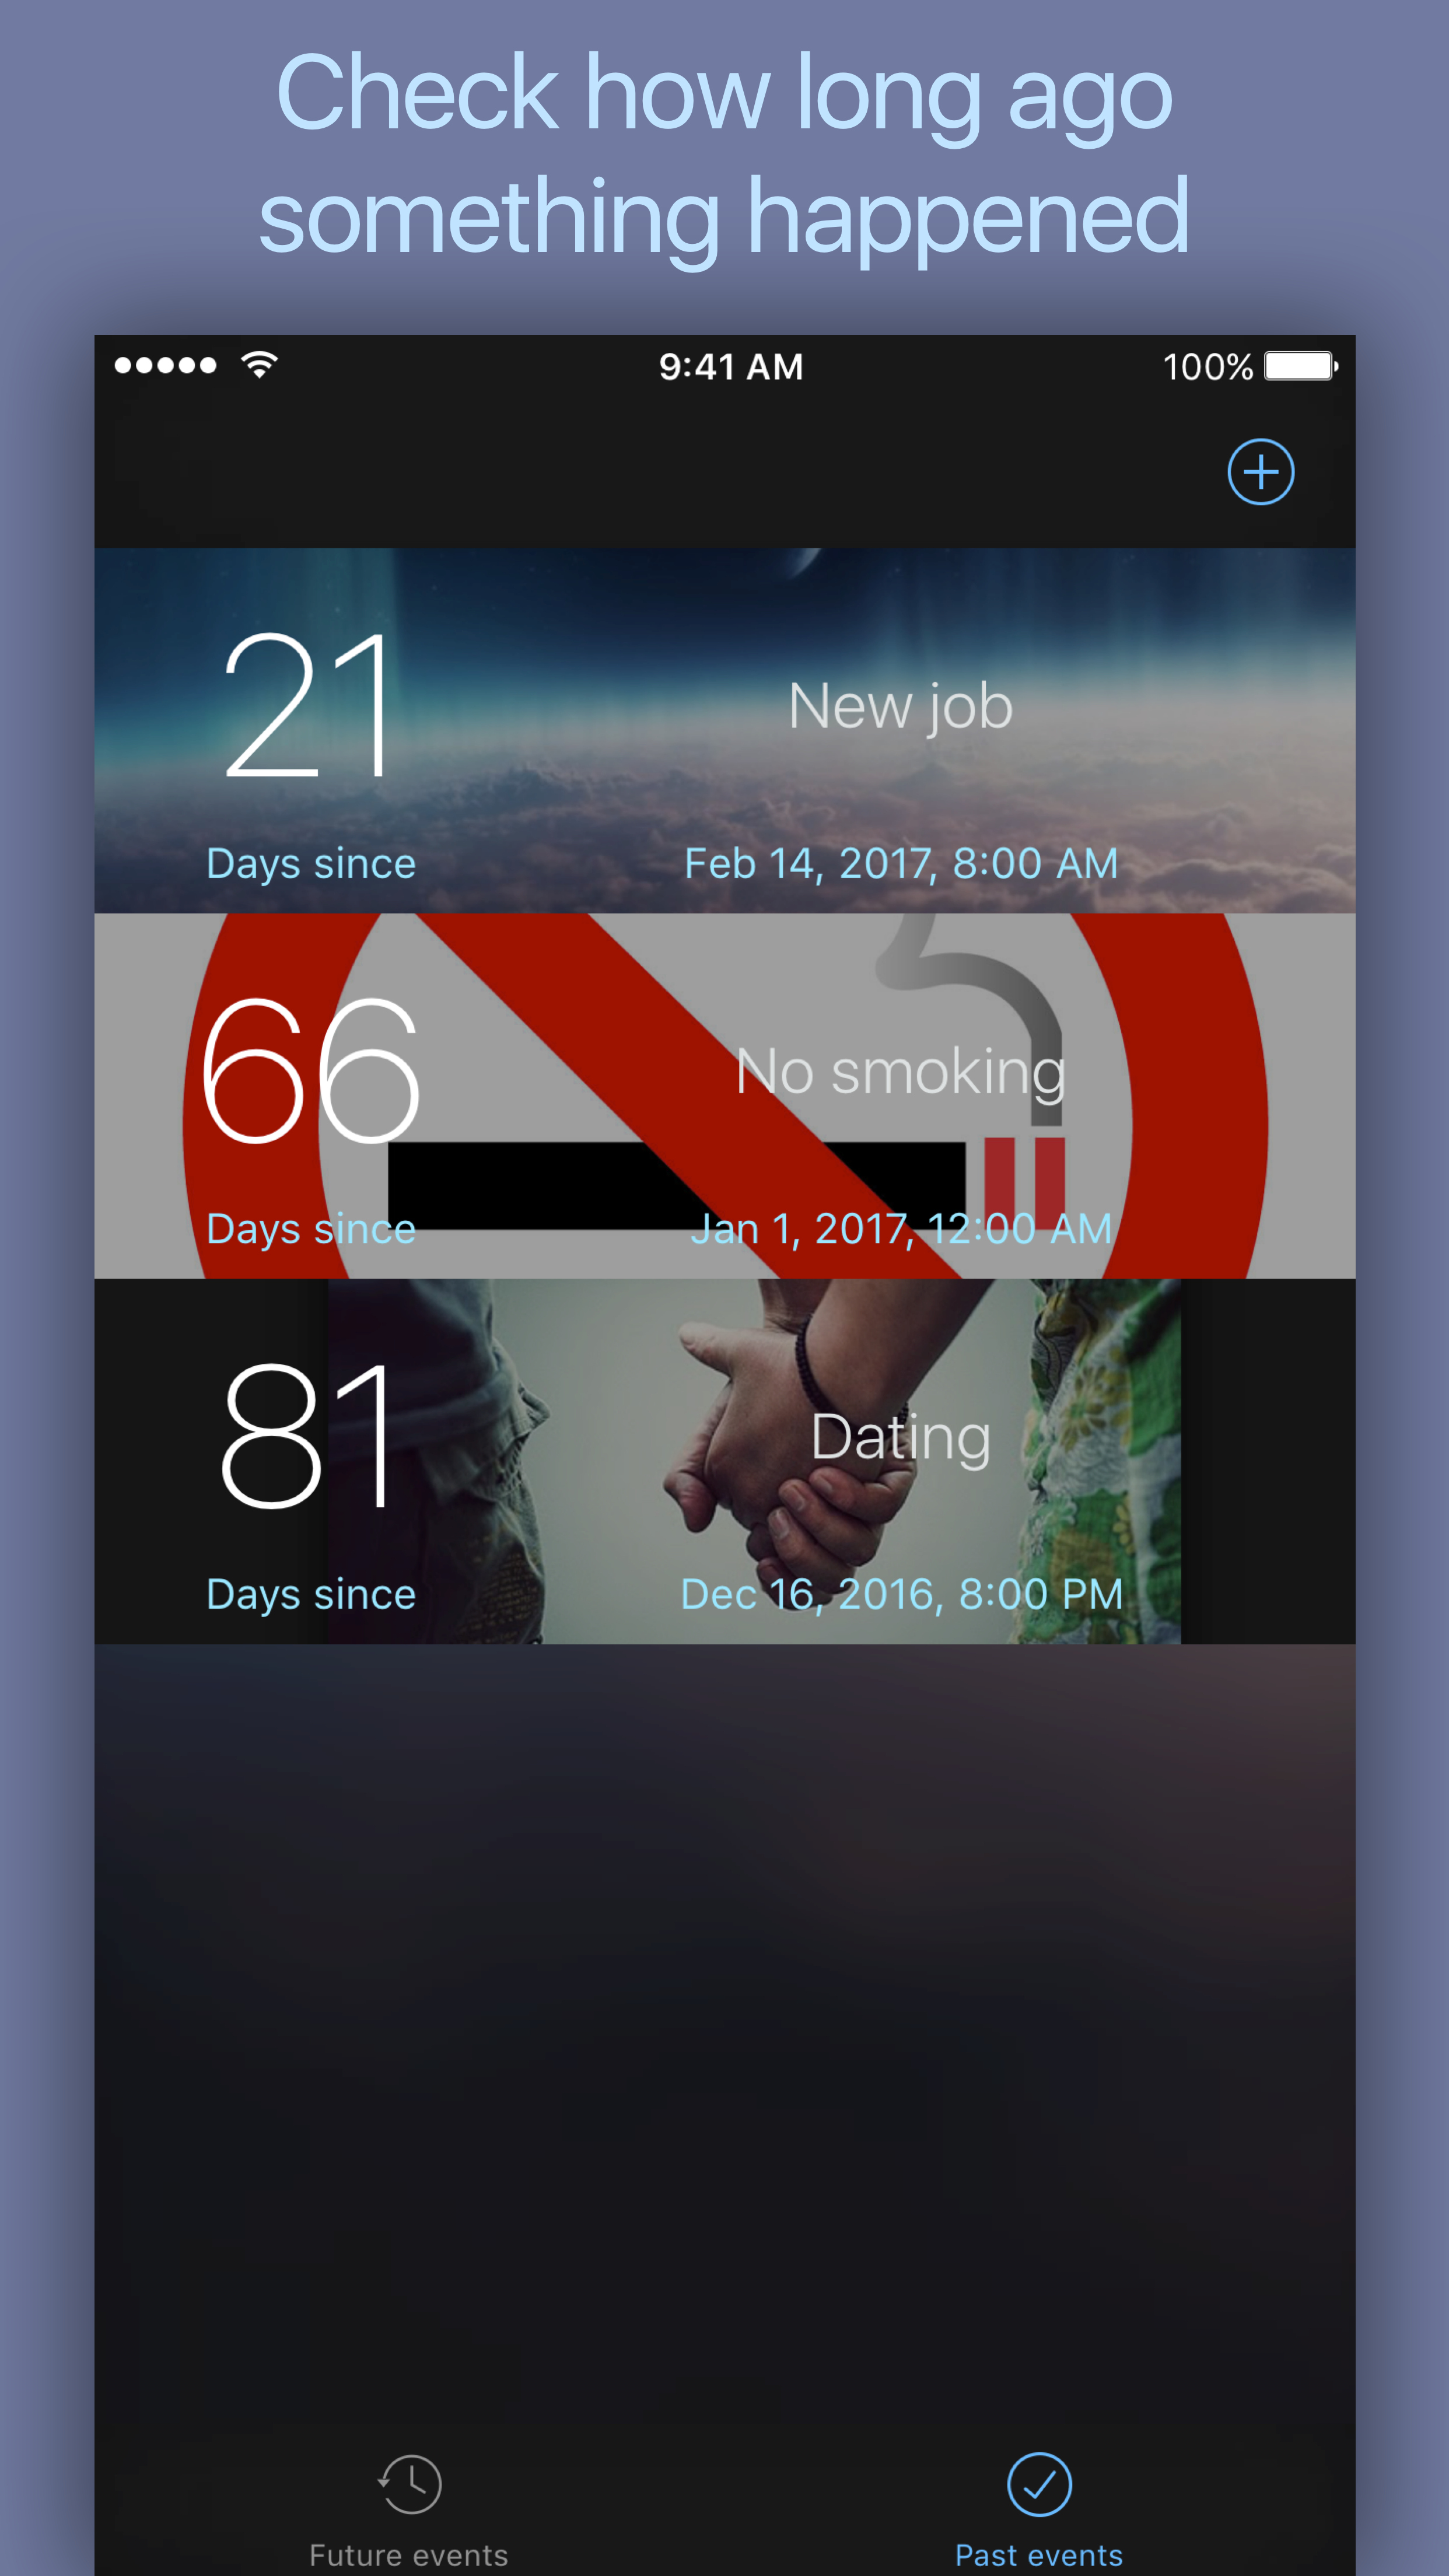 Check how long ago
something happened
9:41 AM
100%
21
New job
Days since
Feb 14, 2017, 8:00 AM
66
No smoking
Days since
Jan 1, 2017, 12:00 AM
81
Dating
Days since
Dec 16, 2016, 8:00 PM
Future events
Past events